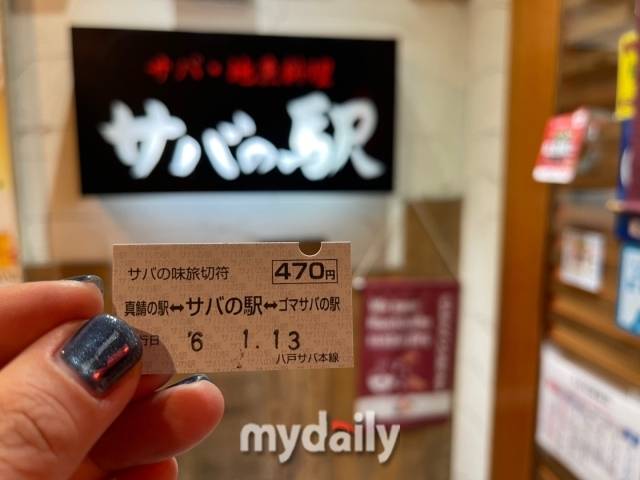 サバ・地魚料理
サバの駅
サバの味旅切符 470円
真鯖の駅⬌サバの駅⬌ゴマサバの駅
'6 1.13
八戸サバ本線
mydaily